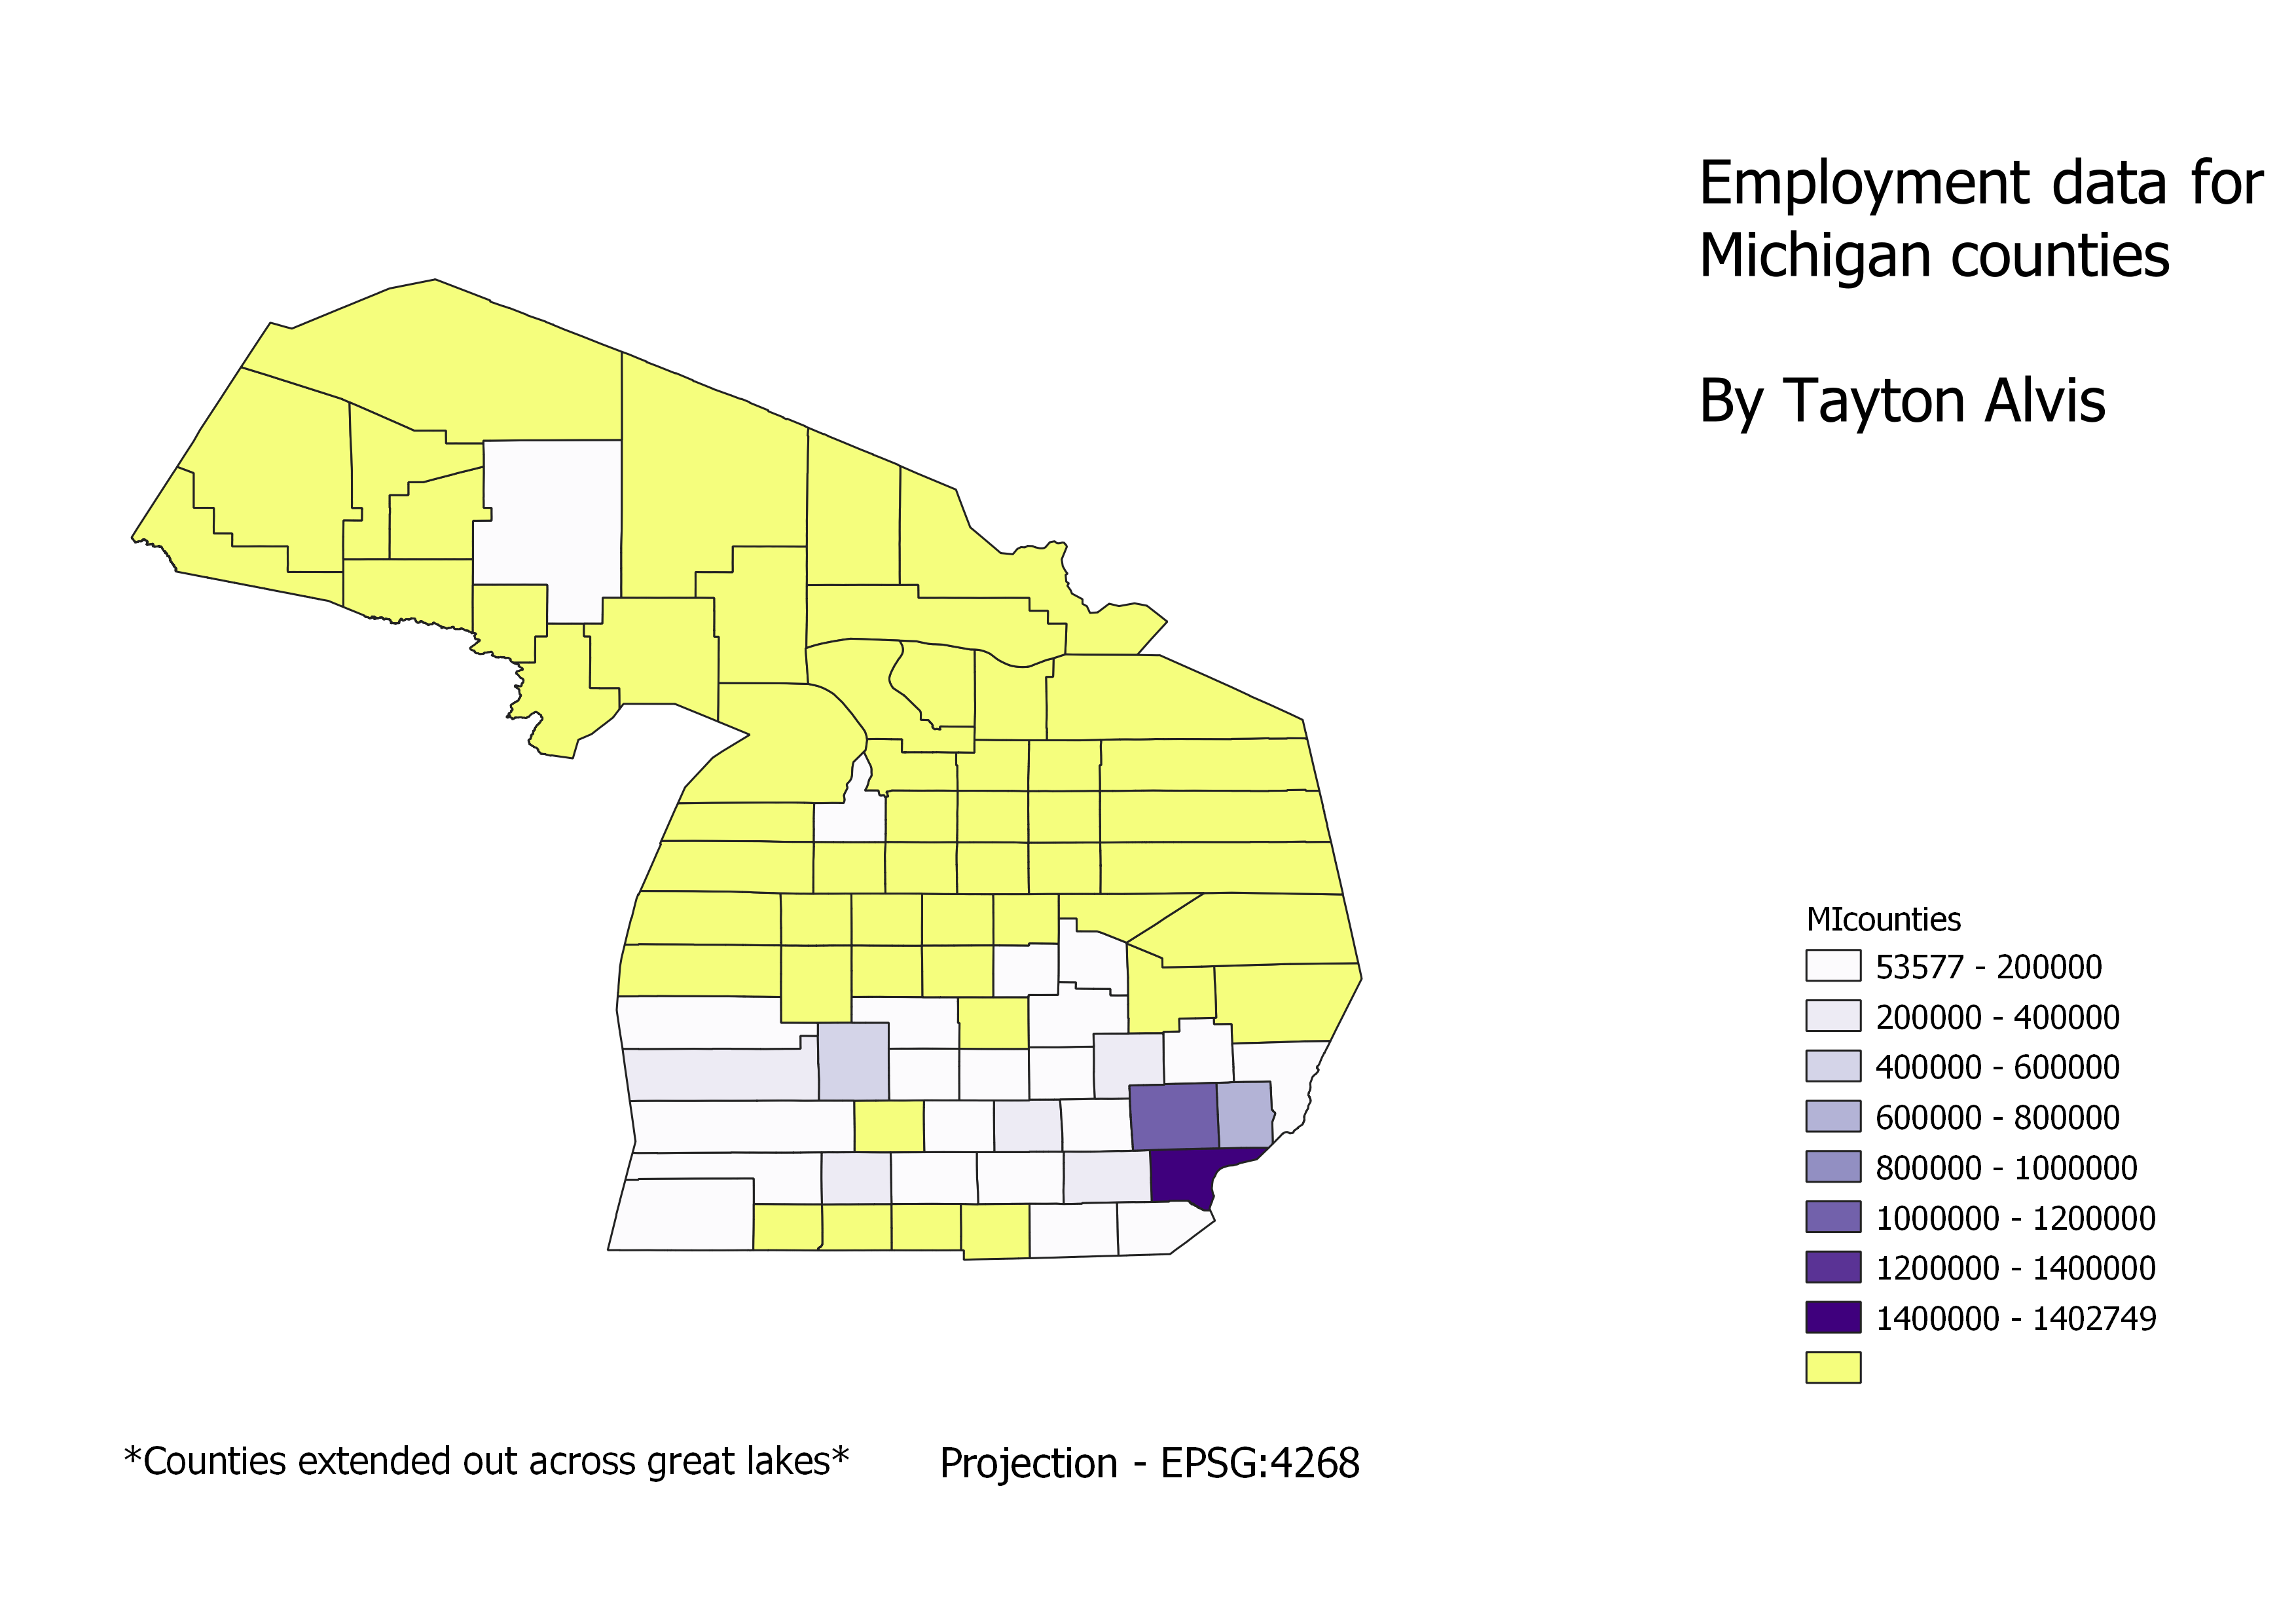 Employment data for
Michigan counties
By Tayton Alvis
MIcounties
53577 - 200000
200000 - 400000
400000 - 600000
600000 - 800000
800000 - 1000000
1000000 - 1200000
1200000 - 1400000
1400000 - 1402749
*Counties extended out across great lakes*
Projection - EPSG:4268